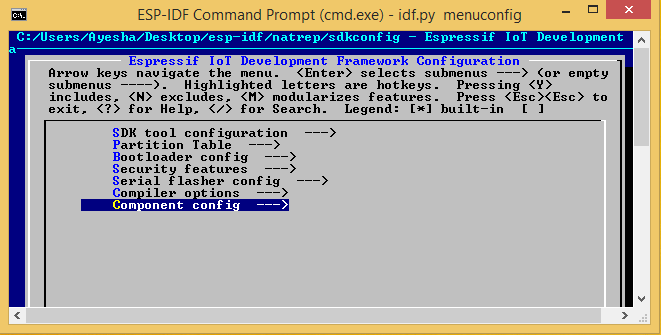 ESP-IDF Command Prompt (cmd.exe) - idf.py menuconfig
C:/Users/Ayesha/Desktop/esp-idf/natrep/sdkconfig - Espressif IoT Development
a
Espressif IoT Development Framework Configuration
Arrow keys navigate the menu. <Enter> selects submenus ---> (or empty
submenus ----). Highlighted letters are hotkeys. Pressing <Y>
includes, <N> excludes, <M> modularizes features. Press <Esc><Esc> to
exit, <?> for Help, </> for Search. Legend: [*] built-in [ ]
SDK tool configuration --->
Partition Table --->
Bootloader config --->
Security features --->
Serial flasher config --->
Compiler options --->
Component config --->